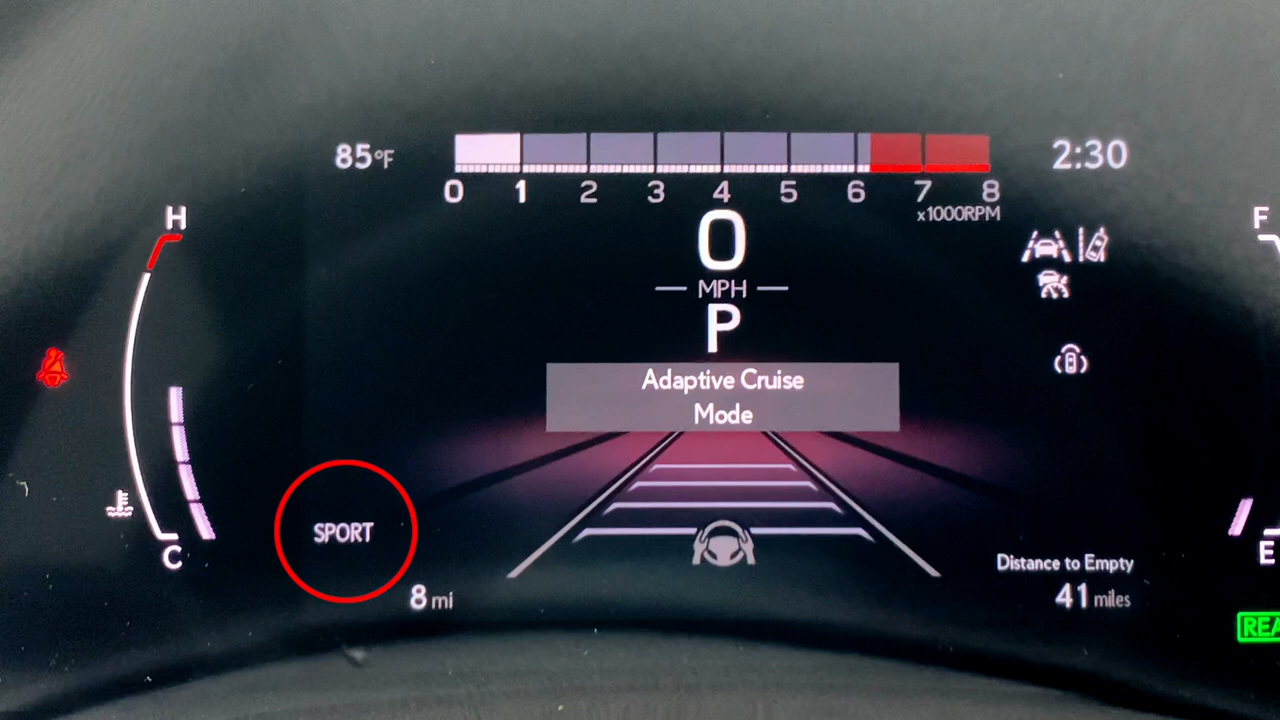 85°F
2:30
0 1 2 3 4 5 6 7 8
x1000RPM
H
F
0
MPH
P
Adaptive Cruise
Mode
SPORT
C
8 mi
Distance to Empty
41 miles
E